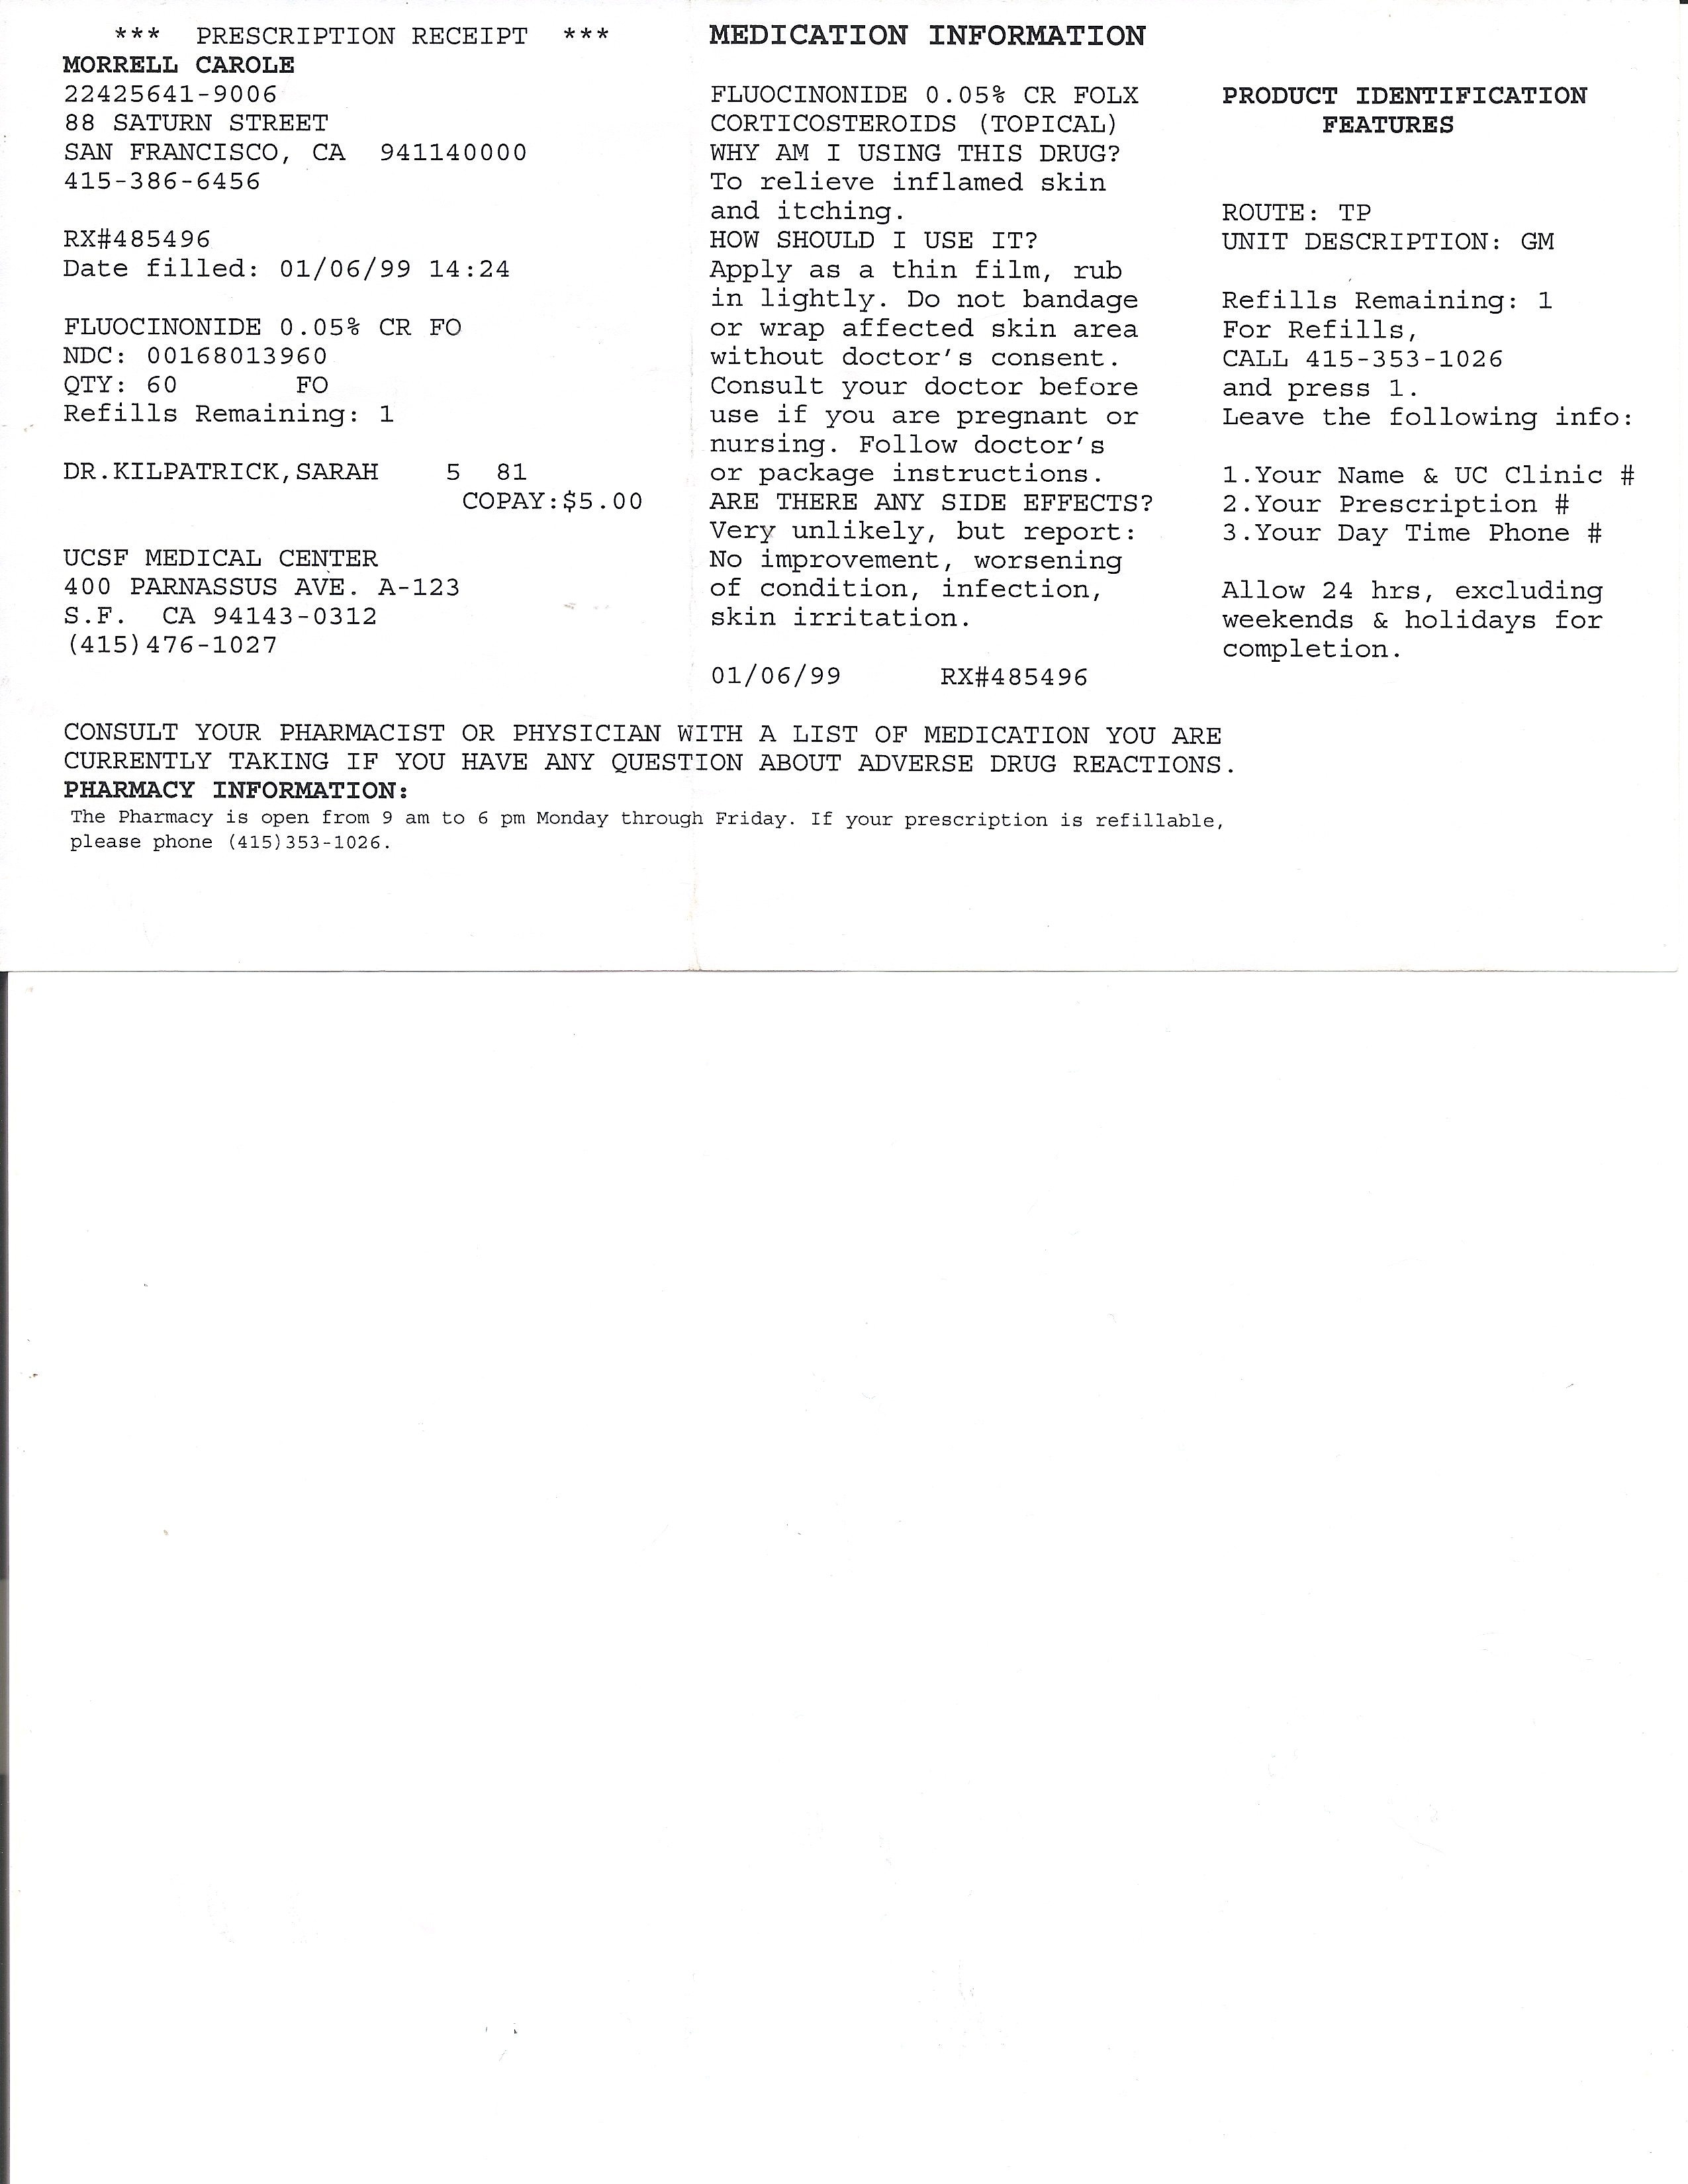 *** PRESCRIPTION RECEIPT ***
MORRELL CAROLE
22425641-9006
88 SATURN STREET
SAN FRANCISCO, CA 941140000
415-386-6456
RX#485496
Date filled: 01/06/99 14:24
FLUOCINONIDE 0.05% CR FO
NDC: 00168013960
QTY: 60 FO
Refills Remaining: 1
DR.KILPATRICK,SARAH 5 81
COPAY:$5.00
UCSF MEDICAL CENTER
400 PARNASSUS AVE. A-123
S.F. CA 94143-0312
(415)476-1027
MEDICATION INFORMATION
FLUOCINONIDE 0.05% CR FOLX
CORTICOSTEROIDS (TOPICAL)
WHY AM I USING THIS DRUG?
To relieve inflamed skin
and itching.
HOW SHOULD I USE IT?
Apply as a thin film, rub
in lightly. Do not bandage
or wrap affected skin area
without doctor's consent.
Consult your doctor before
use if you are pregnant or
nursing. Follow doctor's
or package instructions.
ARE THERE ANY SIDE EFFECTS?
Very unlikely, but report:
No improvement, worsening
of condition, infection,
skin irritation.
01/06/99 RX#485496
PRODUCT IDENTIFICATION
FEATURES
ROUTE: TP
UNIT DESCRIPTION: GM
Refills Remaining: 1
For Refills,
CALL 415-353-1026
and press 1.
Leave the following info:
1.Your Name & UC Clinic #
2.Your Prescription #
3.Your Day Time Phone #
Allow 24 hrs, excluding
weekends & holidays for
completion.
CONSULT YOUR PHARMACIST OR PHYSICIAN WITH A LIST OF MEDICATION YOU ARE
CURRENTLY TAKING IF YOU HAVE ANY QUESTION ABOUT ADVERSE DRUG REACTIONS.
PHARMACY INFORMATION:
The Pharmacy is open from 9 am to 6 pm Monday through Friday. If your prescription is refillable,
please phone (415)353-1026.